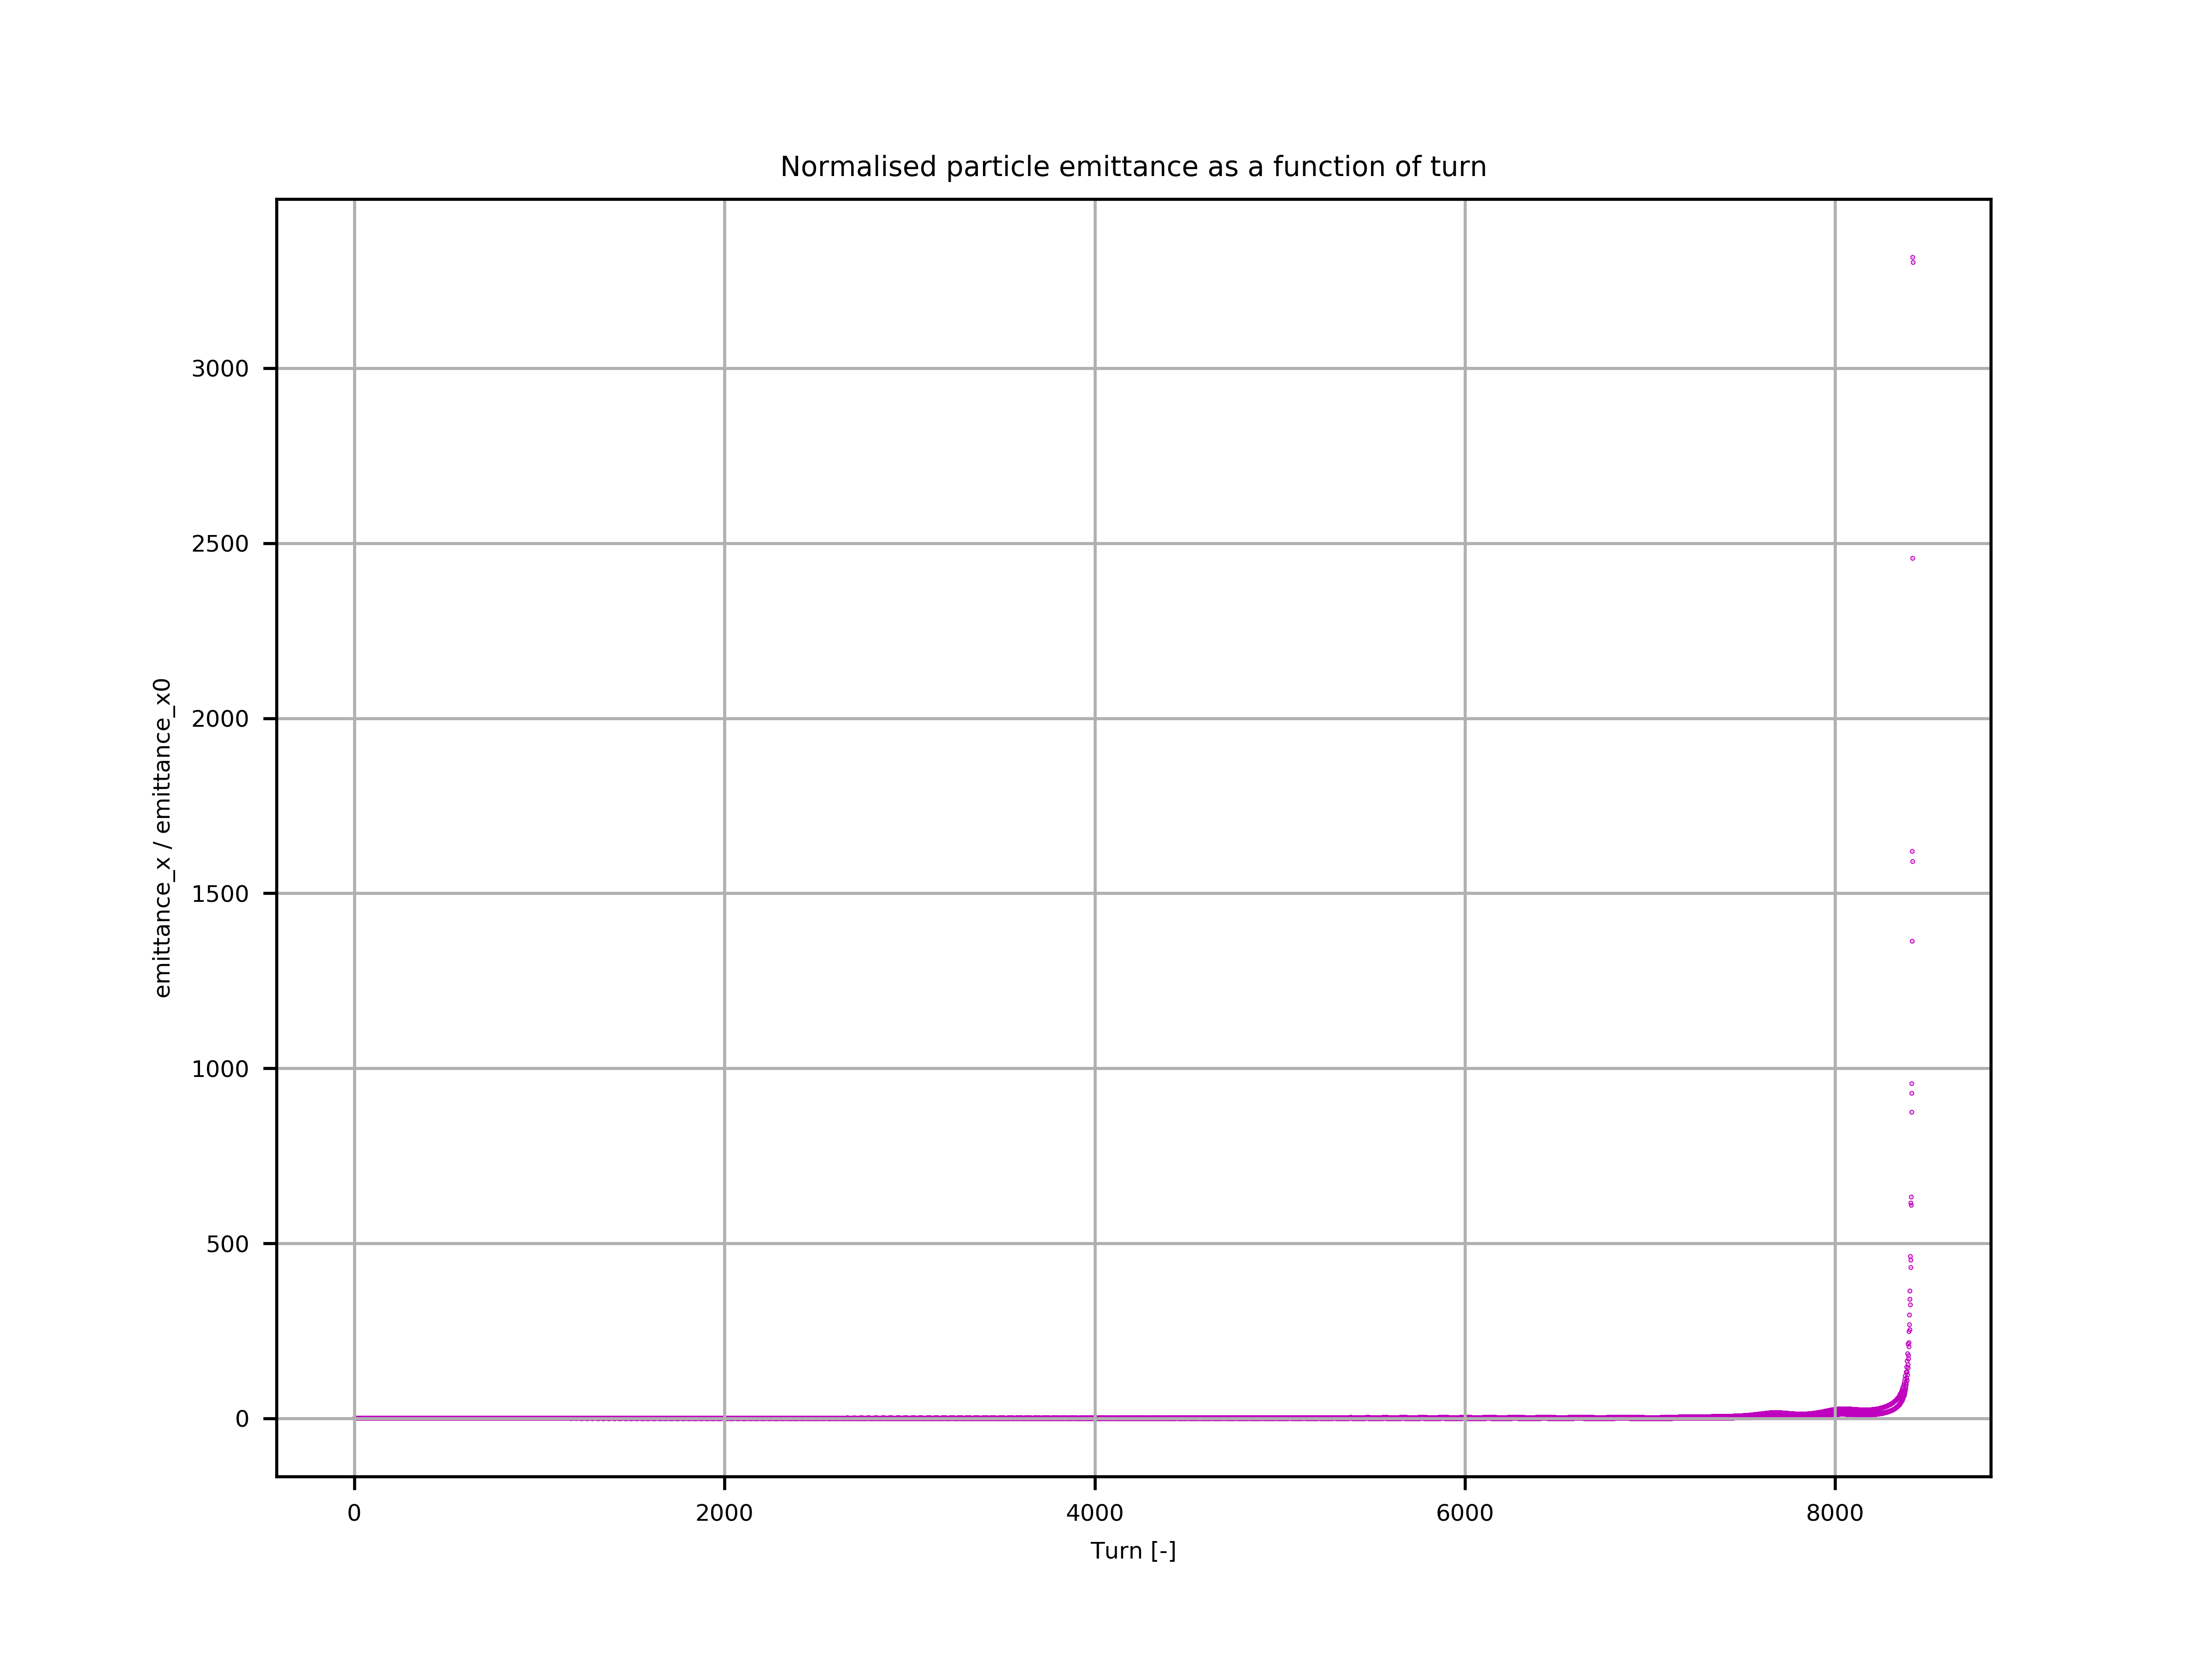 Normalised particle emittance as a function of turn
emittance_x / emittance_x0
3000
2500
2000
1500
1000
500
0
0 2000 4000 6000 8000
Turn [-]